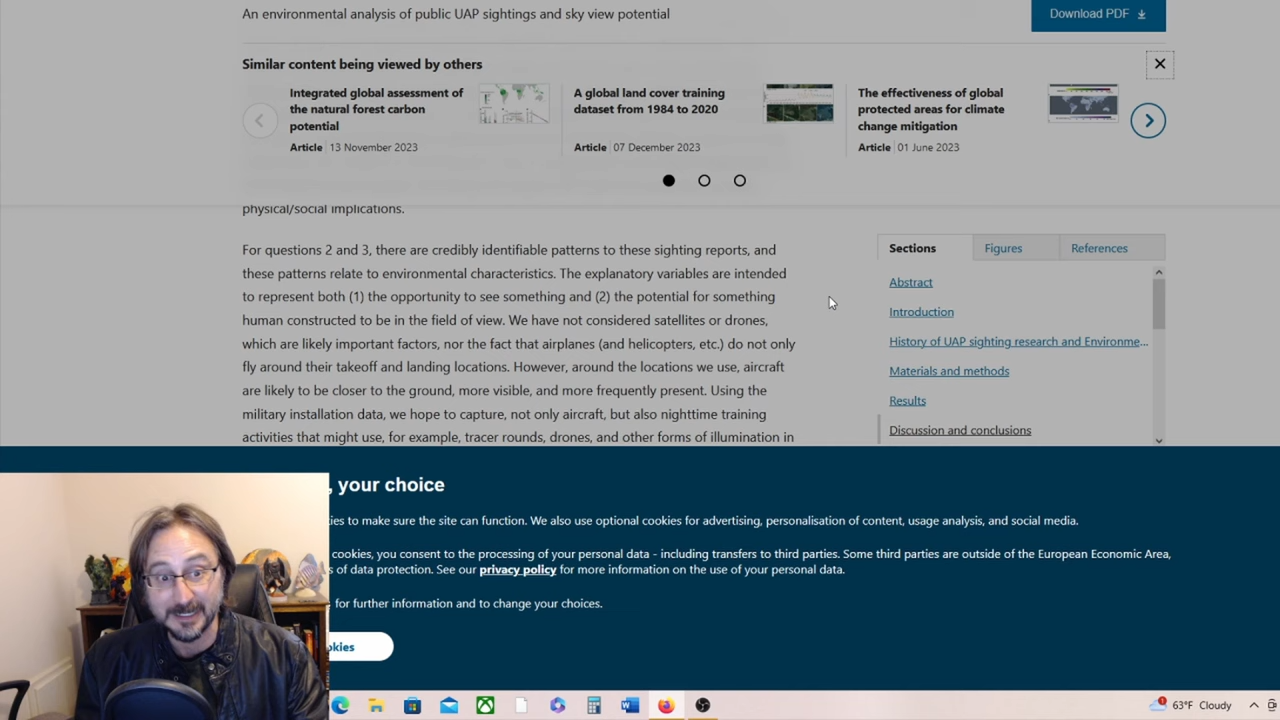 An environmental analysis of public UAP sightings and sky view potential
Download PDF
Similar content being viewed by others
Integrated global assessment of
the natural forest carbon
potential
Article 13 November 2023
A global land cover training
dataset from 1984 to 2020
Article 07 December 2023
The effectiveness of global
protected areas for climate
change mitigation
Article 01 June 2023
physical/social implications.
For questions 2 and 3, there are credibly identifiable patterns to these sighting reports, and
these patterns relate to environmental characteristics. The explanatory variables are intended
to represent both (1) the opportunity to see something and (2) the potential for something
human constructed to be in the field of view. We have not considered satellites or drones,
which are likely important factors, nor the fact that airplanes (and helicopters, etc.) do not only
fly around their takeoff and landing locations. However, around the locations we use, aircraft
are likely to be closer to the ground, more visible, and more frequently present. Using the
military installation data, we hope to capture, not only aircraft, but also nighttime training
activities that might use, for example, tracer rounds, drones, and other forms of illumination in
Sections
Figures
References
Abstract
Introduction
History of UAP sighting research and Environme...
Materials and methods
Results
Discussion and conclusions
, your choice
ies to make sure the site can function. We also use optional cookies for advertising, personalisation of content, usage analysis, and social media.
cookies, you consent to the processing of your personal data - including transfers to third parties. Some third parties are outside of the European Economic Area,
s of data protection. See our privacy policy for more information on the use of your personal data.
for further information and to change your choices.
okies
63°F Cloudy